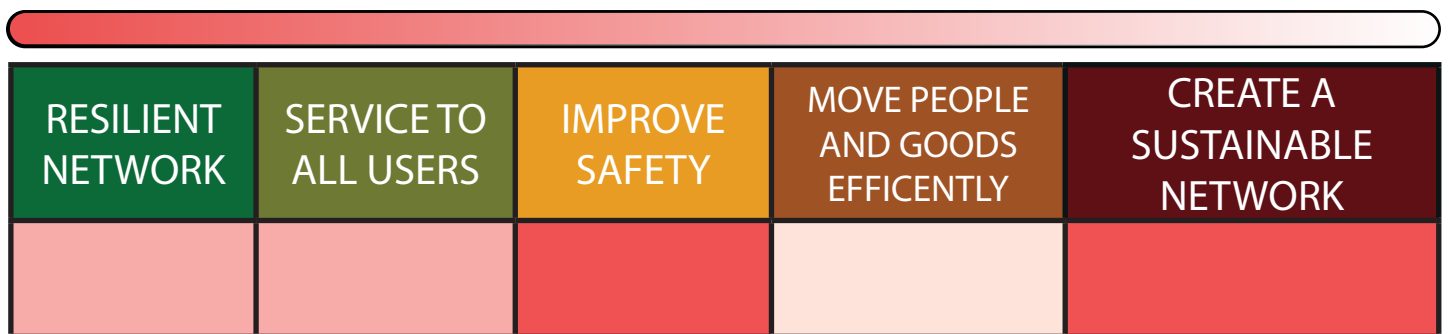 RESILIENT
NETWORK
SERVICE TO
ALL USERS
IMPROVE
SAFETY
MOVE PEOPLE
AND GOODS
EFFICENTLY
CREATE A
SUSTAINABLE
NETWORK